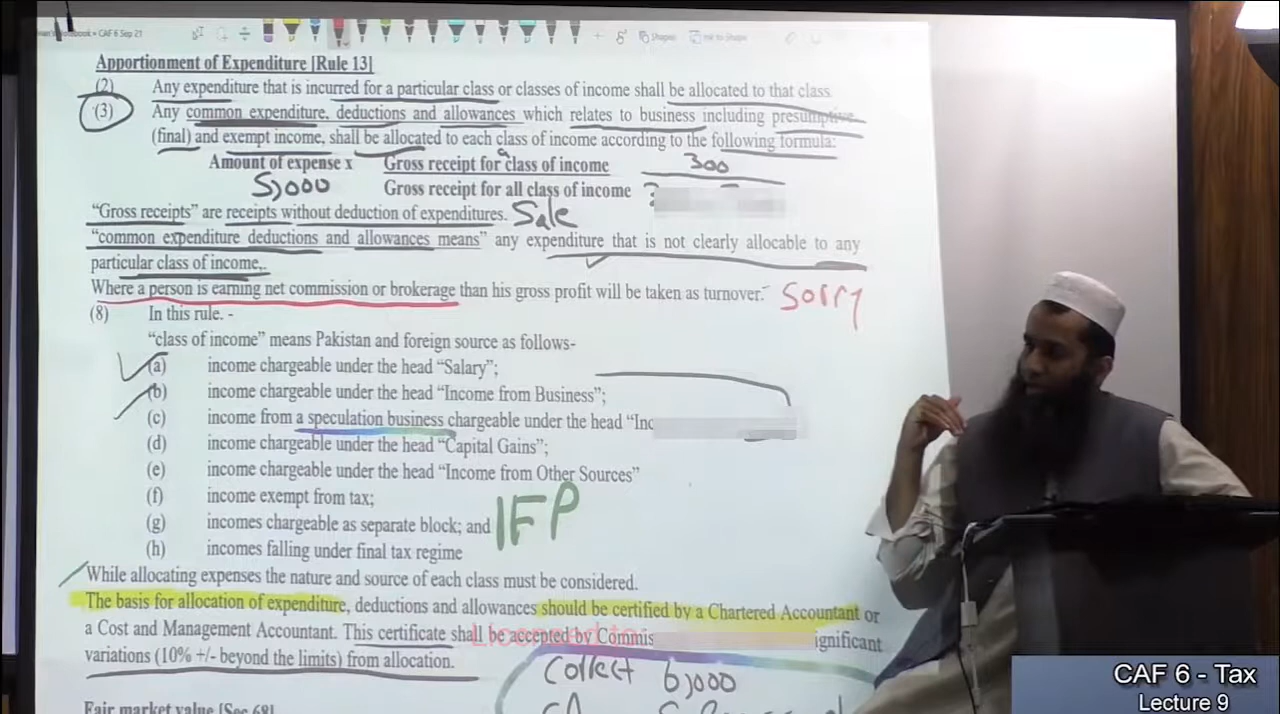 book • CAF 6 Sep 21
Shapes Ink to Shape
Apportionment of Expenditure [Rule 13]
(2) Any expenditure that is incurred for a particular class or classes of income shall be allocated to that class
(3) Any common expenditure, deductions and allowances which relates to business including presumptive
(final) and exempt income, shall be allocated to each class of income according to the following formula:
Amount of expense x Gross receipt for class of income 300
5,000 Gross receipt for all class of income
"Gross receipts" are receipts without deduction of expenditures. Sale
"common expenditure deductions and allowances means" any expenditure that is not clearly allocable to any
particular class of income,.
Where a person is earning net commission or brokerage than his gross profit will be taken as turnover. Sorry
(8) In this rule. -
"class of income" means Pakistan and foreign source as follows-
(a) income chargeable under the head "Salary";
(b) income chargeable under the head "Income from Business";
(c) income from a speculation business chargeable under the head "Inc
(d) income chargeable under the head "Capital Gains";
(e) income chargeable under the head "Income from Other Sources"
(f) income exempt from tax;
(g) incomes chargeable as separate block; and IFP
(h) incomes falling under final tax regime
While allocating expenses the nature and source of each class must be considered.
The basis for allocation of expenditure, deductions and allowances should be certified by a Chartered Accountant or
a Cost and Management Accountant. This certificate shall be accepted by Commis ignificant
variations (10% +/- beyond the limits) from allocation.
Licensed to:
Collect 6,000
Fair market value [Sec 68]
CAF 6 - Tax
Lecture 9